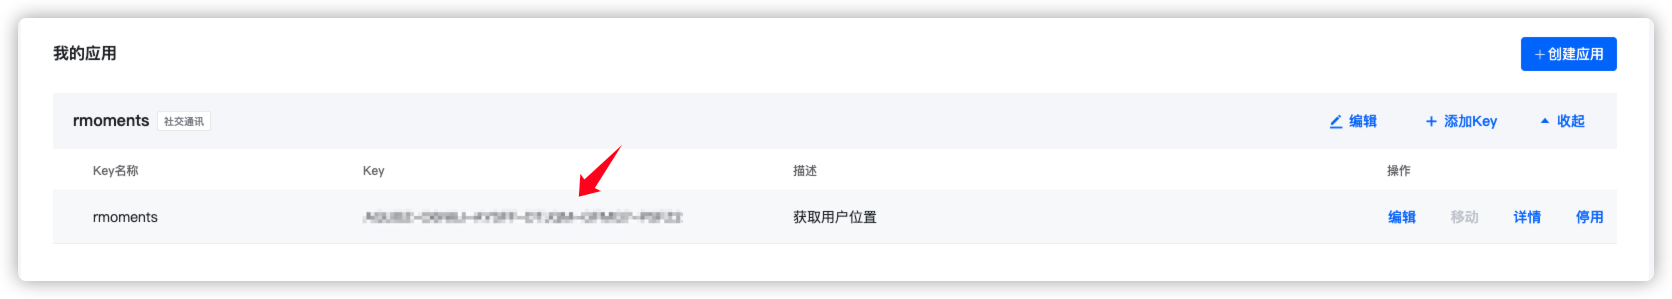 我的应用
+创建应用
rmoments 社交通讯 编辑 + 添加Key 收起
Key名称 Key 描述 操作
rmoments 获取用户位置 编辑 移动 详情 停用